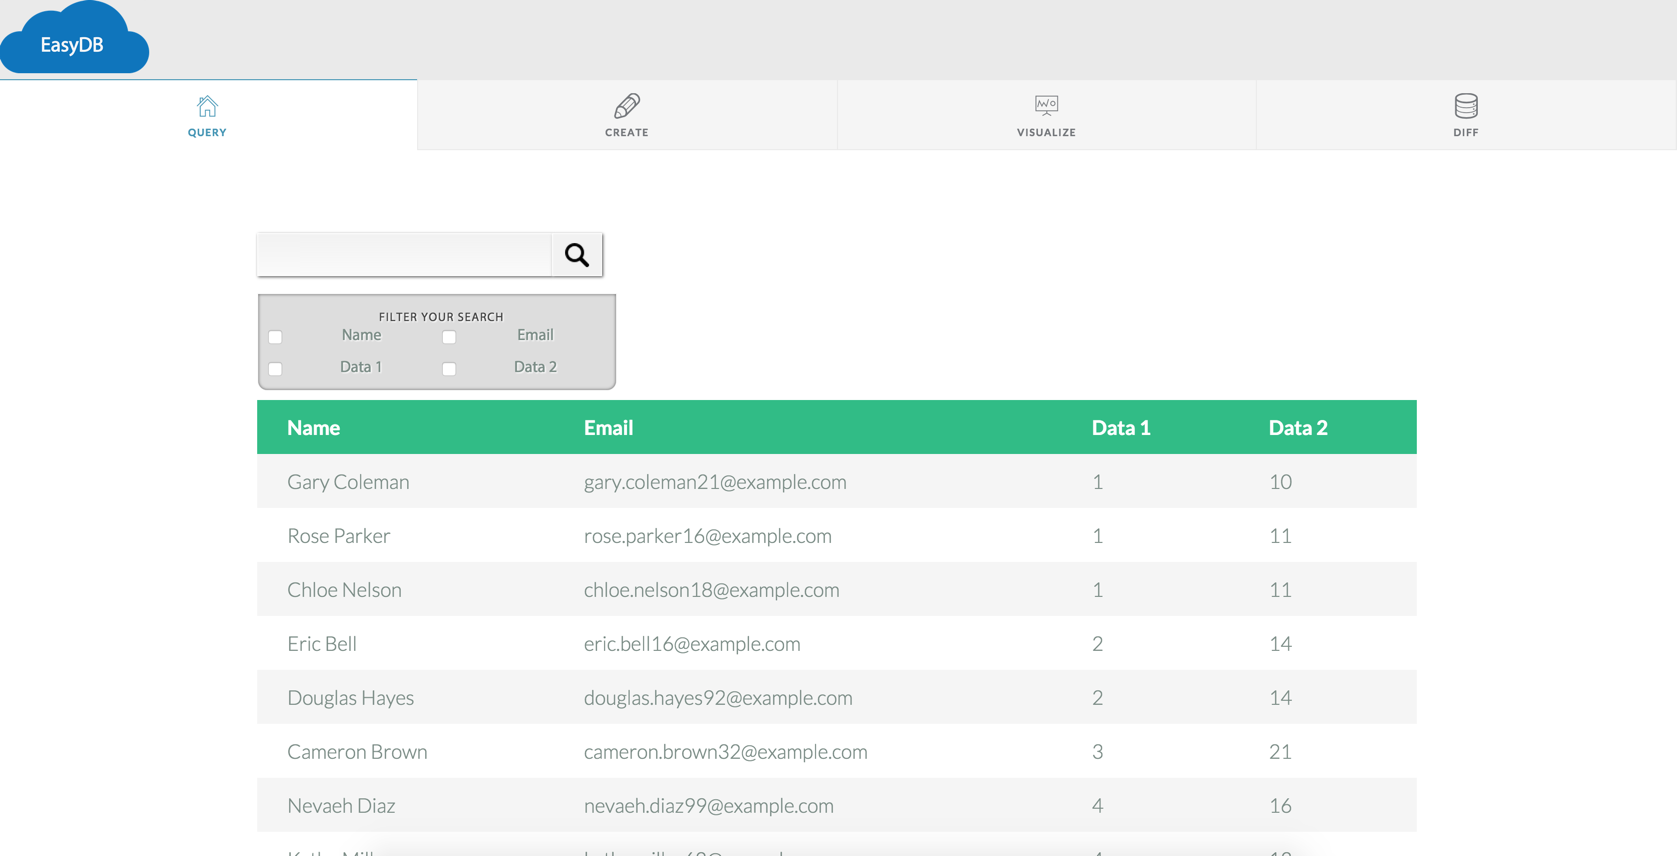 EasyDB
QUERY
CREATE
VISUALIZE
DIFF
FILTER YOUR SEARCH
Name Email
Data 1 Data 2
Name Email Data 1 Data 2
Gary Coleman gary.coleman21@example.com 1 10
Rose Parker rose.parker16@example.com 1 11
Chloe Nelson chloe.nelson18@example.com 1 11
Eric Bell eric.bell16@example.com 2 14
Douglas Hayes douglas.hayes92@example.com 2 14
Cameron Brown cameron.brown32@example.com 3 21
Nevaeh Diaz nevaeh.diaz99@example.com 4 16